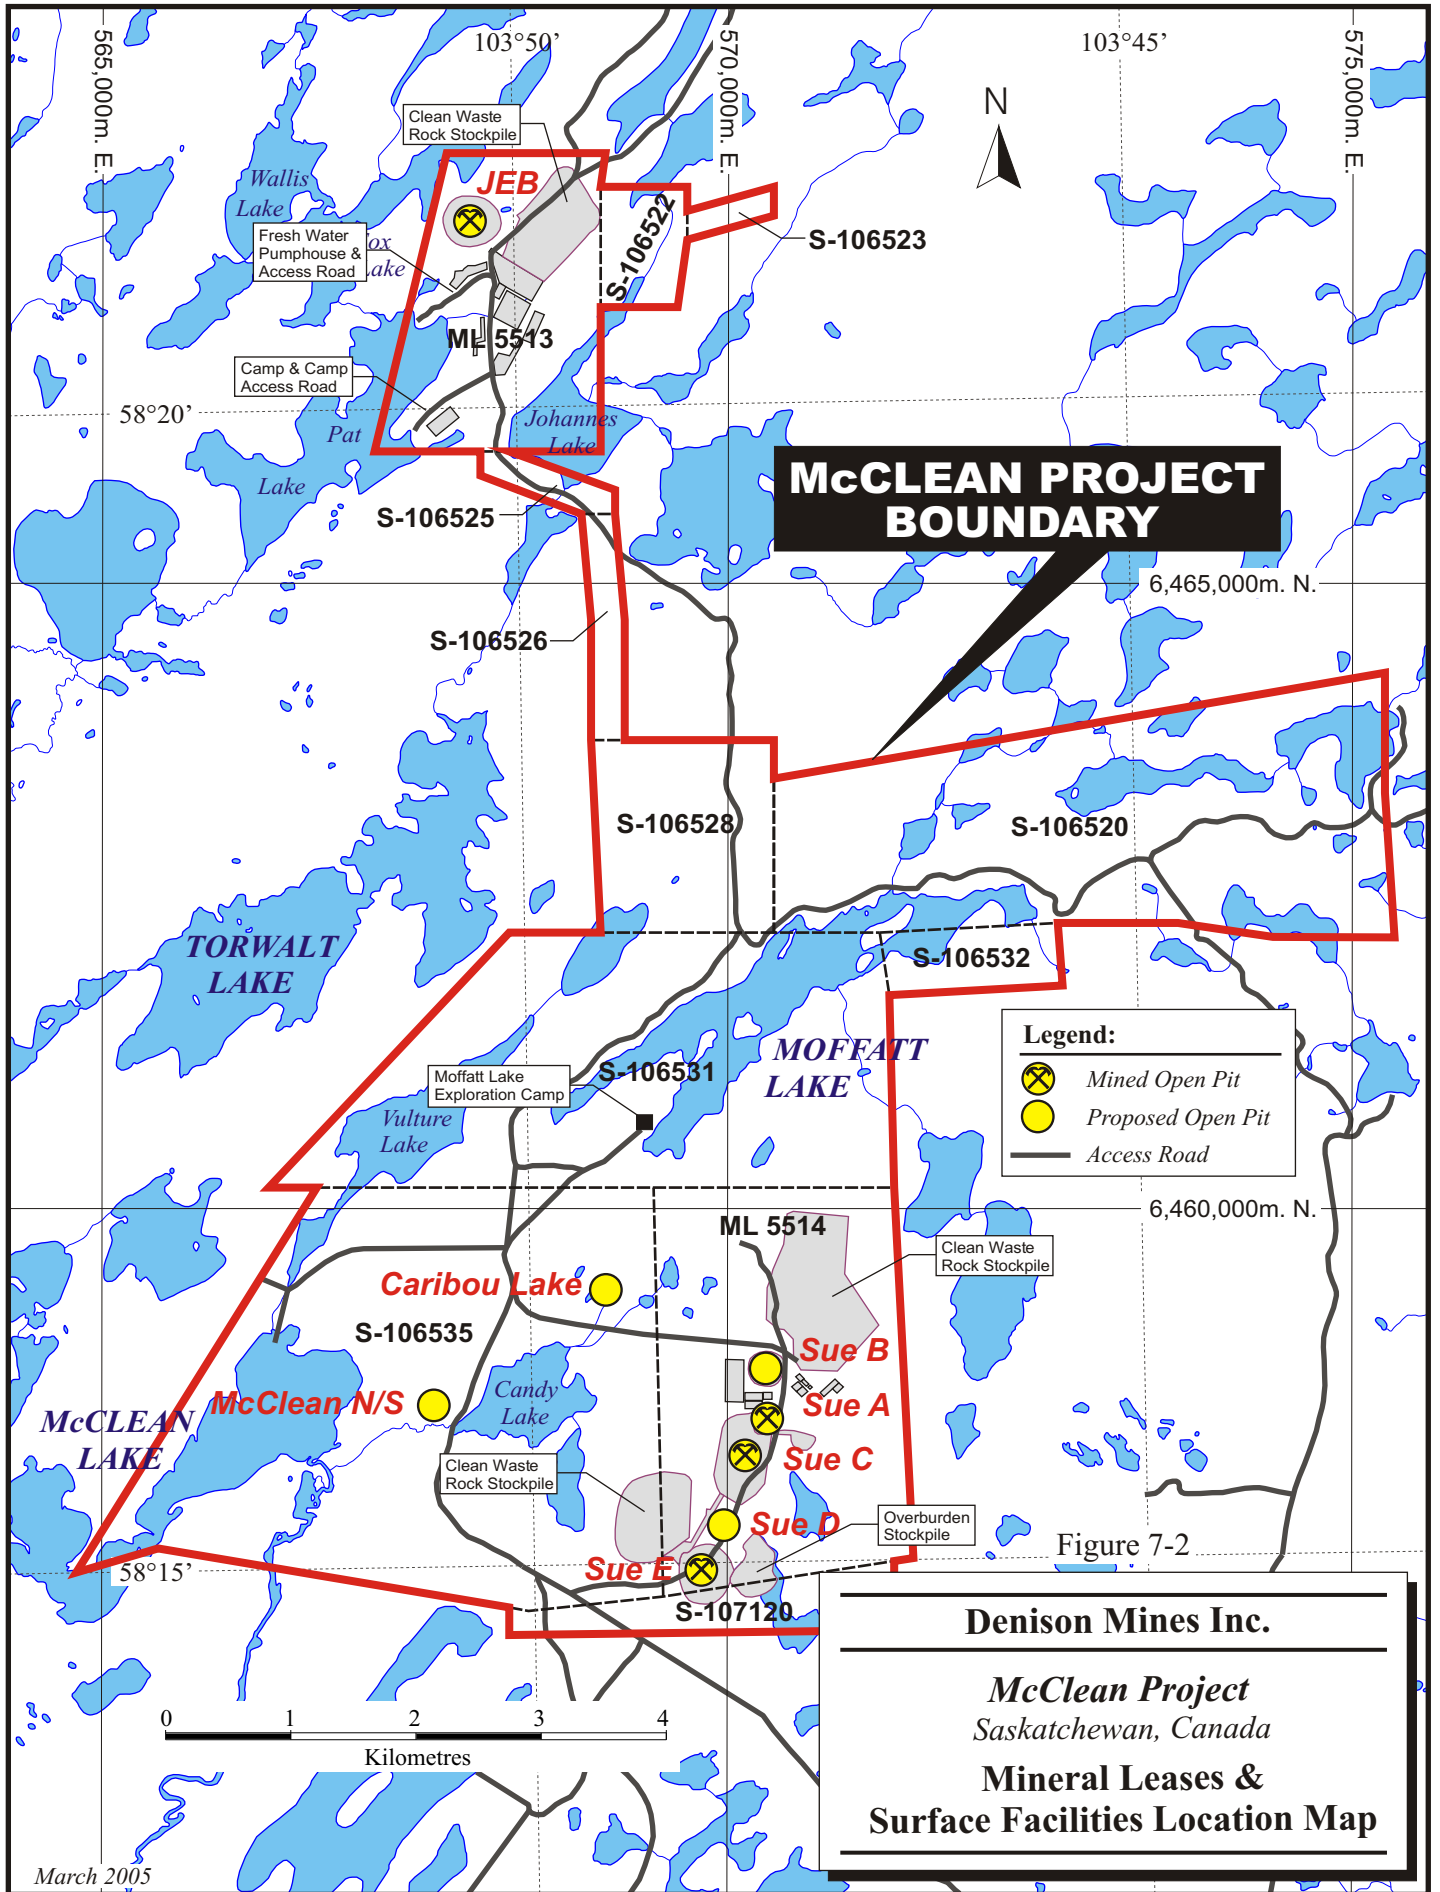 565,000m. E.
103°50'
570,000m. E.
103°45'
575,000m. E.
N
Clean Waste
Rock Stockpile
Wallis
Lake
JEB
S-106522
S-106523
Fresh Water
Pumphouse &
Access Road
ox
Lake
ML 5513
Camp & Camp
Access Road
58°20'
Pat
Lake
Johannes
Lake
McCLEAN PROJECT
BOUNDARY
S-106525
6,465,000m. N.
S-106526
S-106528
S-106520
TORWALT
LAKE
S-106532
MOFFATT
LAKE
Legend:
Mined Open Pit
Proposed Open Pit
Access Road
S-106531
Moffatt Lake
Exploration Camp
Vulture
Lake
6,460,000m. N.
ML 5514
Clean Waste
Rock Stockpile
Caribou Lake
S-106535
Sue B
McClean N/S
Candy
Lake
Sue A
McCLEAN
LAKE
Sue C
Clean Waste
Rock Stockpile
Sue D
Overburden
Stockpile
Sue E
Figure 7-2
58°15'
S-107120
Denison Mines Inc.
McClean Project
Saskatchewan, Canada
Mineral Leases &
Surface Facilities Location Map
0 1 2 3 4
Kilometres
March 2005